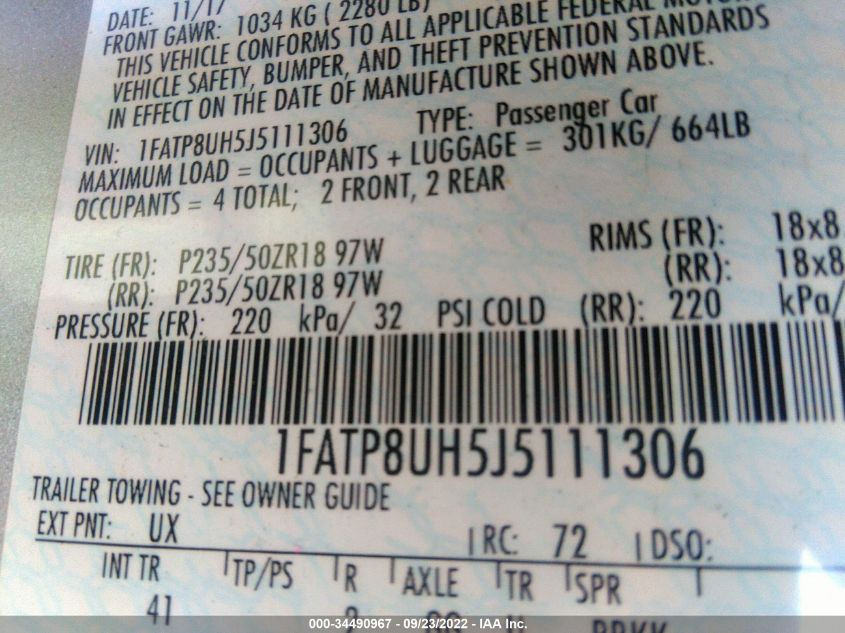 DATE: 11/17
FRONT GAWR: 1034 KG ( 2280 LB)
THIS VEHICLE CONFORMS TO ALL APPLICABLE FEDERAL MOTOR
VEHICLE SAFETY, BUMPER, AND THEFT PREVENTION STANDARDS
IN EFFECT ON THE DATE OF MANUFACTURE SHOWN ABOVE.
VIN: 1FATP8UH5J5111306 TYPE: Passenger Car
MAXIMUM LOAD = OCCUPANTS + LUGGAGE = 301KG/ 664LB
OCCUPANTS = 4 TOTAL; 2 FRONT, 2 REAR
TIRE (FR): P235/50ZR18 97W RIMS (FR): 18x8
(RR): P235/50ZR18 97W (RR): 18x8
PRESSURE (FR): 220 kPa/ 32 PSI COLD (RR): 220 kPa/
1FATP8UH5J5111306
TRAILER TOWING - SEE OWNER GUIDE
EXT PNT: UX RC: 72 DSO:
INT TR TP/PS R AXLE TR SPR
41
000-34490967 - 09/23/2022 - IAA Inc.